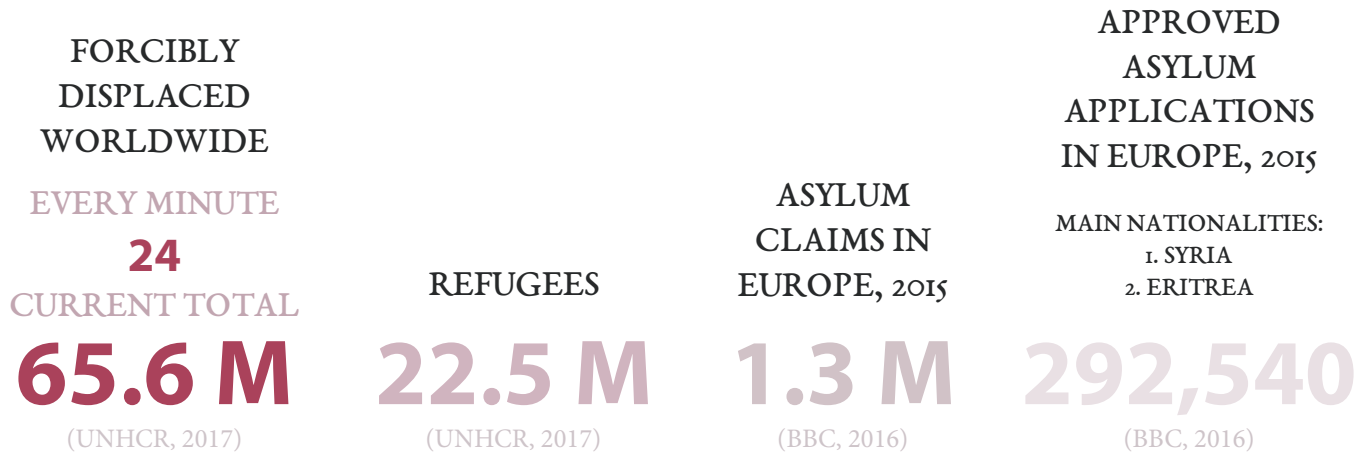 FORCIBLY
DISPLACED
WORLDWIDE
EVERY MINUTE
24
CURRENT TOTAL
65.6 M
(UNHCR, 2017)
REFUGEES
22.5 M
(UNHCR, 2017)
ASYLUM
CLAIMS IN
EUROPE, 2015
1.3 M
(BBC, 2016)
APPROVED
ASYLUM
APPLICATIONS
IN EUROPE, 2015
MAIN NATIONALITIES:
1. SYRIA
2. ERITREA
292,540
(BBC, 2016)